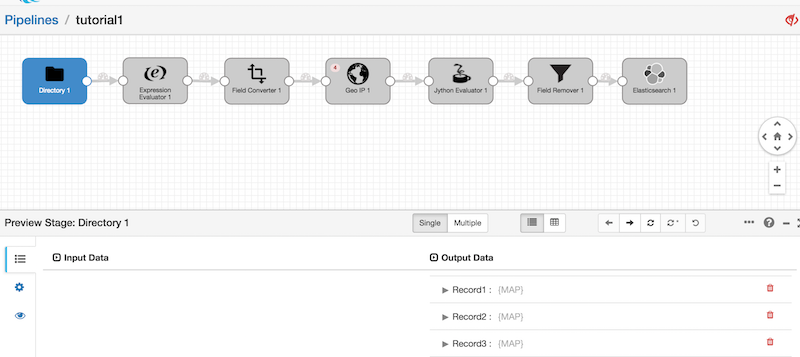 Pipelines / tutorial1
Directory 1
Expression
Evaluator 1
Field Converter 1
4
Geo IP 1
Jython Evaluator 1
Field Remover 1
Elasticsearch 1
Preview Stage: Directory 1
Single Multiple
Input Data
Output Data
Record1 : {MAP}
Record2 : {MAP}
Record3 : {MAP}